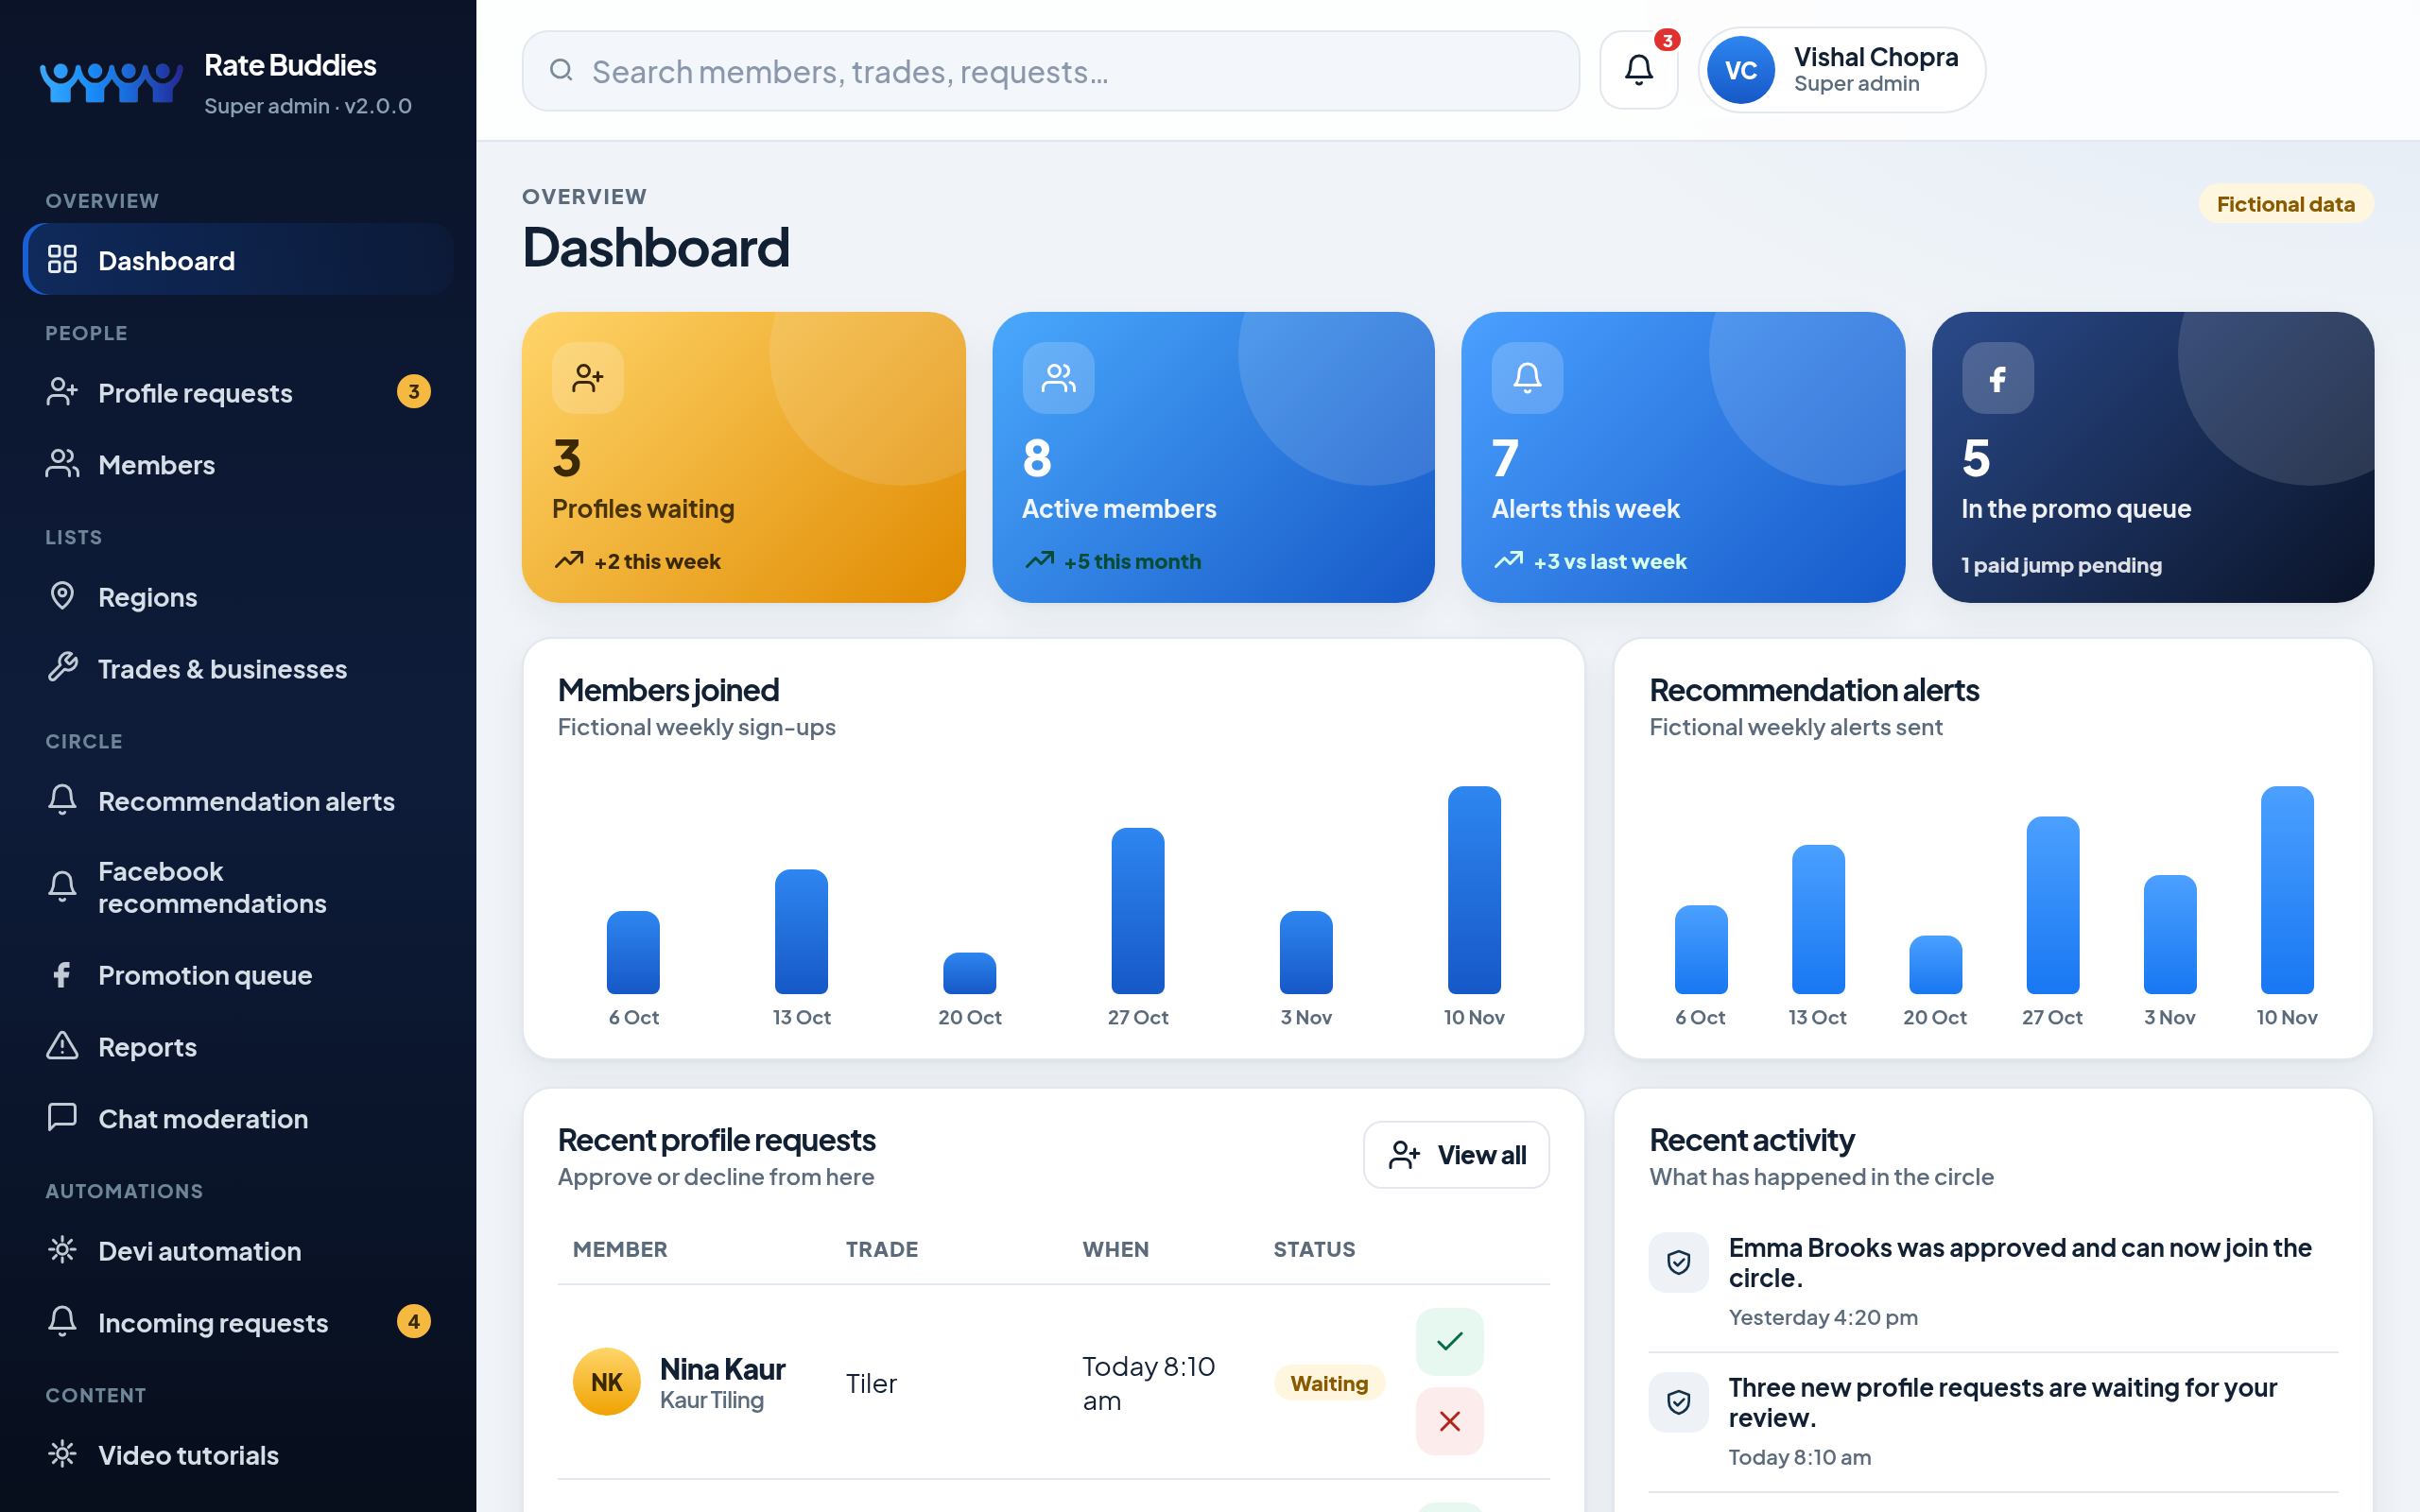 Rate Buddies
Super admin · v2.0.0
OVERVIEW
Dashboard
PEOPLE
Profile requests 3
Members
LISTS
Regions
Trades & businesses
CIRCLE
Recommendation alerts
Facebook
recommendations
Promotion queue
Reports
Chat moderation
AUTOMATIONS
Devi automation
Incoming requests 4
CONTENT
Video tutorials
Search members, trades, requests...
3
VC
Vishal Chopra
Super admin
OVERVIEW
Dashboard
Fictional data
3
Profiles waiting
+2 this week
8
Active members
+5 this month
7
Alerts this week
+3 vs last week
5
In the promo queue
1 paid jump pending
Members joined
Fictional weekly sign-ups
6 Oct 13 Oct 20 Oct 27 Oct 3 Nov 10 Nov
Recommendation alerts
Fictional weekly alerts sent
6 Oct 13 Oct 20 Oct 27 Oct 3 Nov 10 Nov
Recent profile requests
Approve or decline from here
View all
MEMBER TRADE WHEN STATUS
NK
Nina Kaur
Kaur Tiling
Tiler
Today 8:10
am
Waiting
Recent activity
What has happened in the circle
Emma Brooks was approved and can now join the
circle.
Yesterday 4:20 pm
Three new profile requests are waiting for your
review.
Today 8:10 am